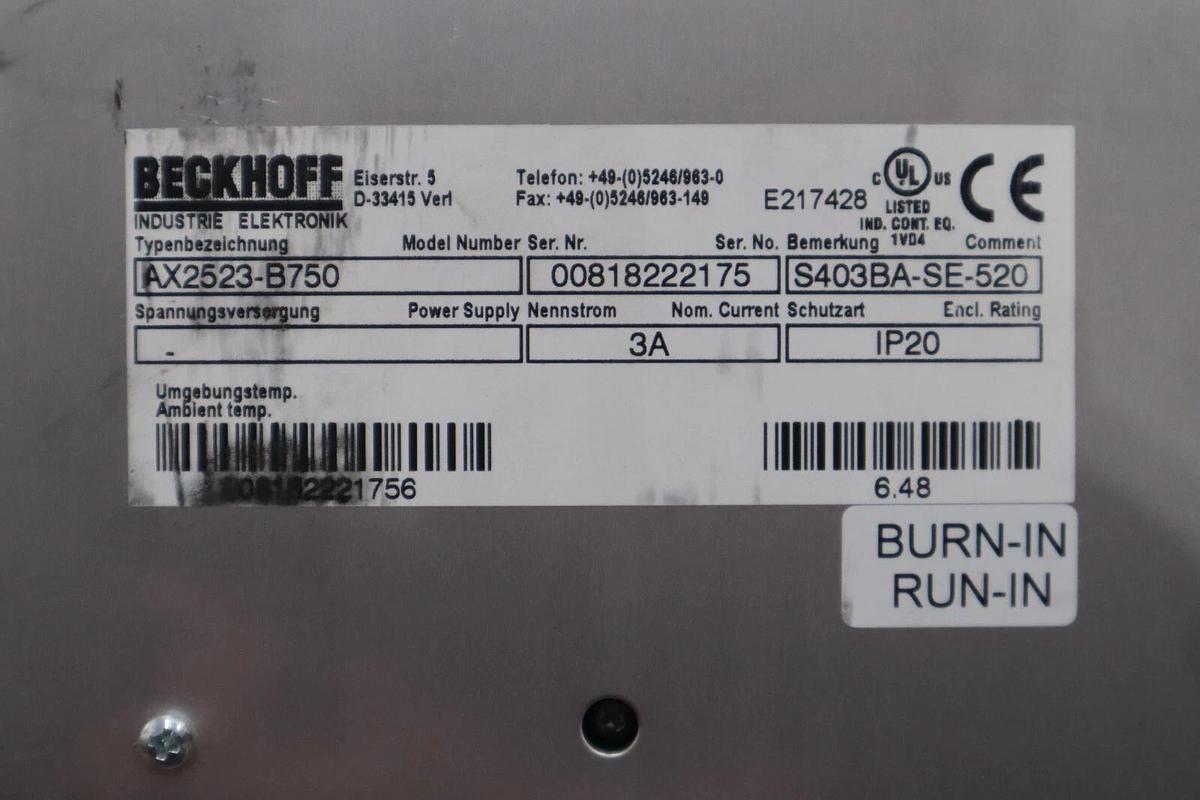 BECKHOFF
INDUSTRIE ELEKTRONIK
Eiserstr. 5
D-33415 Verl
Telefon: +49-(0)5246/963-0
Fax: +49-(0)5246/963-149
E217428
C UL US
LISTED
IND. CONT. EQ.
1VD4
CE
Typenbezeichnung Model Number Ser. Nr. Ser. No. Bemerkung Comment
AX2523-B750 00818222175 S403BA-SE-520
Spannungsversorgung Power Supply Nennstrom Nom. Current Schutzart Encl. Rating
- 3A IP20
Umgebungstemp.
Ambient temp.
6.48
BURN-IN
RUN-IN